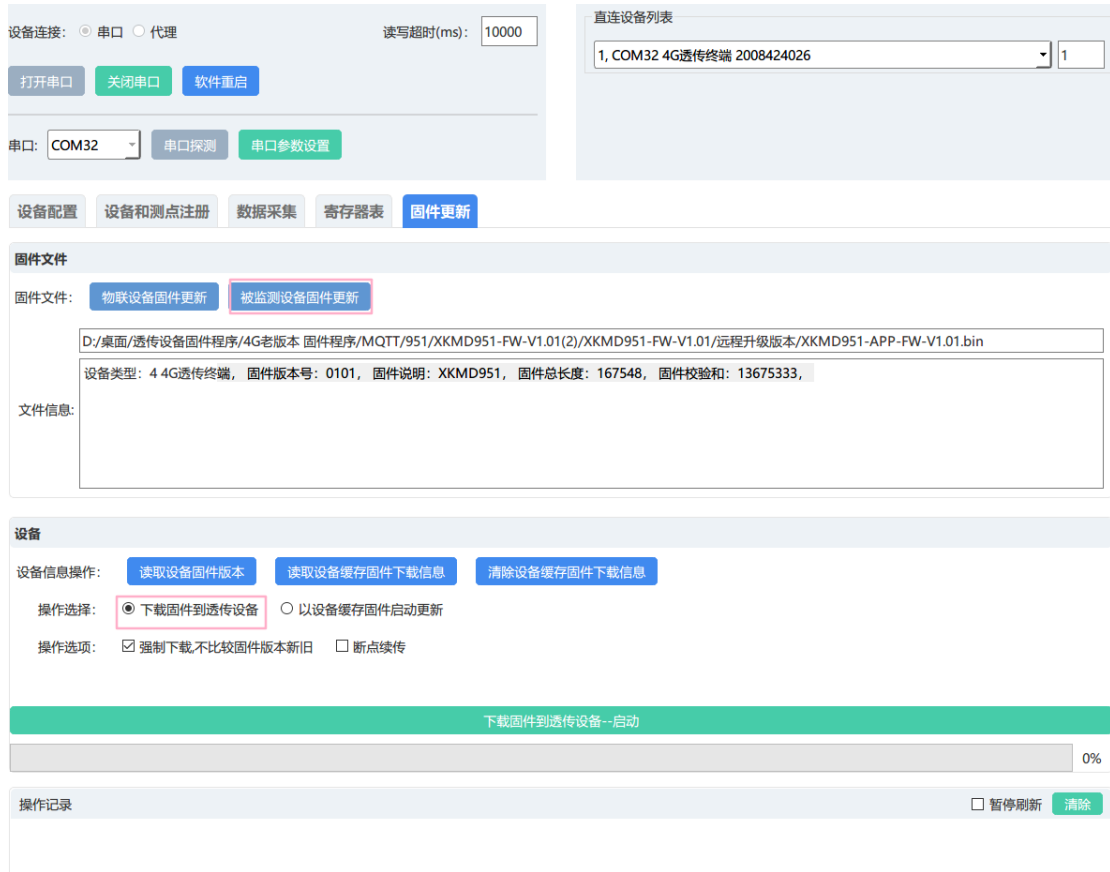 设备连接: 串口 代理 读写超时(ms): 10000
打开串口 关闭串口 软件重启
串口: COM32 串口探测 串口参数设置
直连设备列表
1, COM32 4G透传终端 2008424026 1
设备配置 设备和测点注册 数据采集 寄存器表 固件更新
固件文件
固件文件: 物联设备固件更新 被监测设备固件更新
D:/桌面/透传设备固件程序/4G老版本 固件程序/MQTT/951/XKMD951-FW-V1.01(2)/XKMD951-FW-V1.01/远程升级版本/XKMD951-APP-FW-V1.01.bin
文件信息: 设备类型: 4 4G透传终端, 固件版本号: 0101, 固件说明: XKMD951, 固件总长度: 167548, 固件校验和: 13675333,
设备
设备信息操作: 读取设备固件版本 读取设备缓存固件下载信息 清除设备缓存固件下载信息
操作选择: 下载固件到透传设备 以设备缓存固件启动更新
操作选项: 强制下载,不比较固件版本新旧 断点续传
下载固件到透传设备--启动
0%
操作记录 暂停刷新 清除